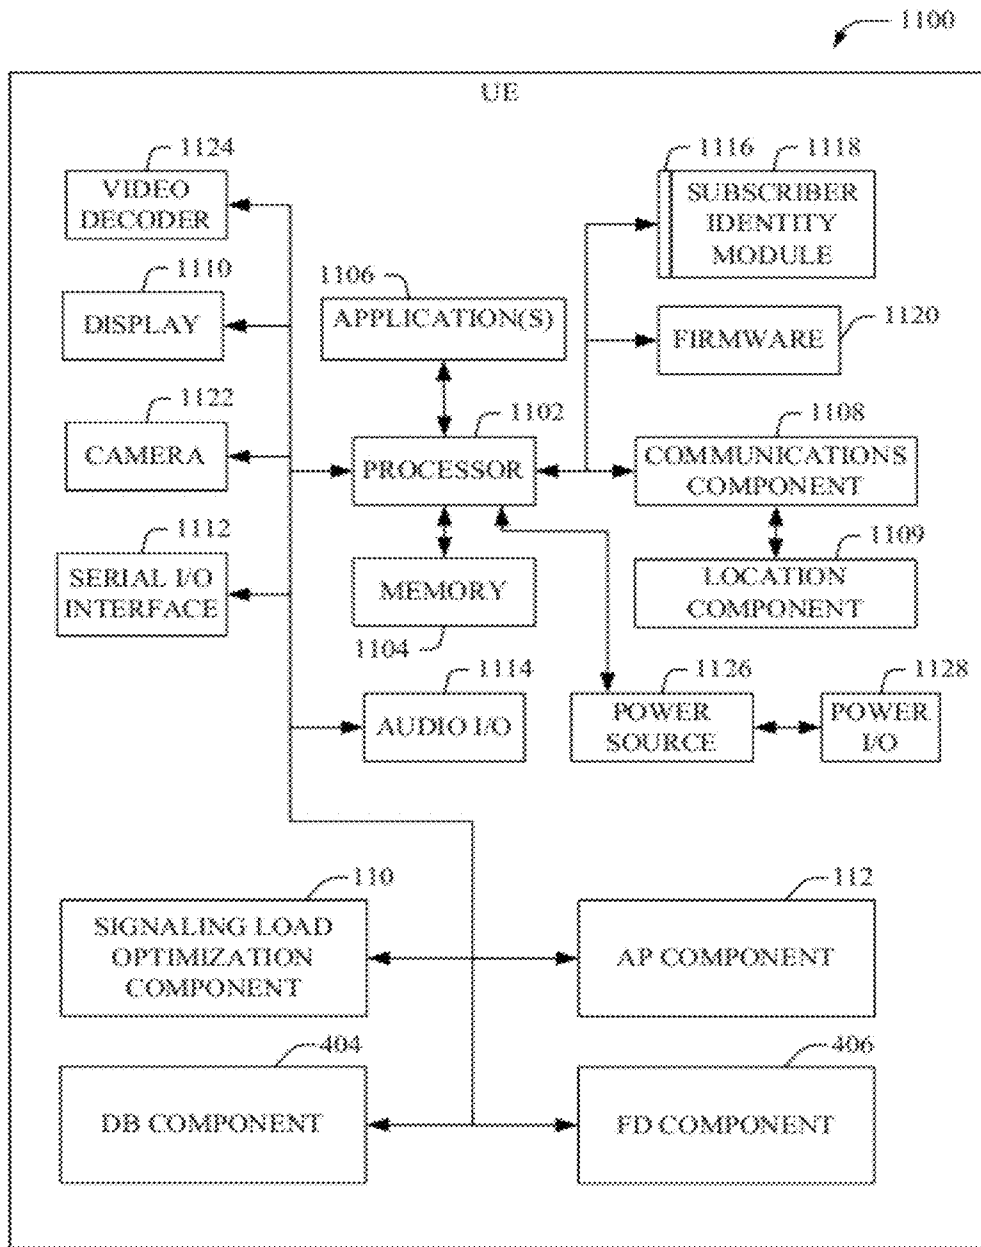 1100
UE
1124
VIDEO
DECODER
1116
1118
SUBSCRIBER
IDENTITY
MODULE
1110
DISPLAY
1106
APPLICATION(S)
1120
FIRMWARE
1122
CAMERA
1102
PROCESSOR
1108
COMMUNICATIONS
COMPONENT
1112
SERIAL I/O
INTERFACE
MEMORY
1104
1109
LOCATION
COMPONENT
1114
AUDIO I/O
1126
POWER
SOURCE
1128
POWER
I/O
110
SIGNALING LOAD
OPTIMIZATION
COMPONENT
112
AP COMPONENT
404
DB COMPONENT
406
FD COMPONENT